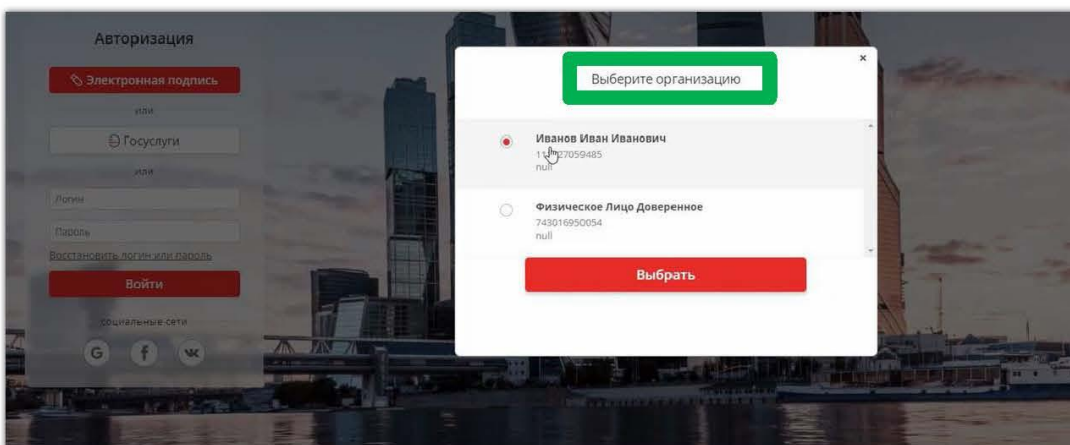 Авторизация
Электронная подпись
или
Госуслуги
или
Логин
Пароль
Восстановить логин или пароль
Войти
социальные сети
G f
Выберите организацию
×
Иванов Иван Иванович
null
Физическое Лицо Доверенное
743016950054
null
Выбрать